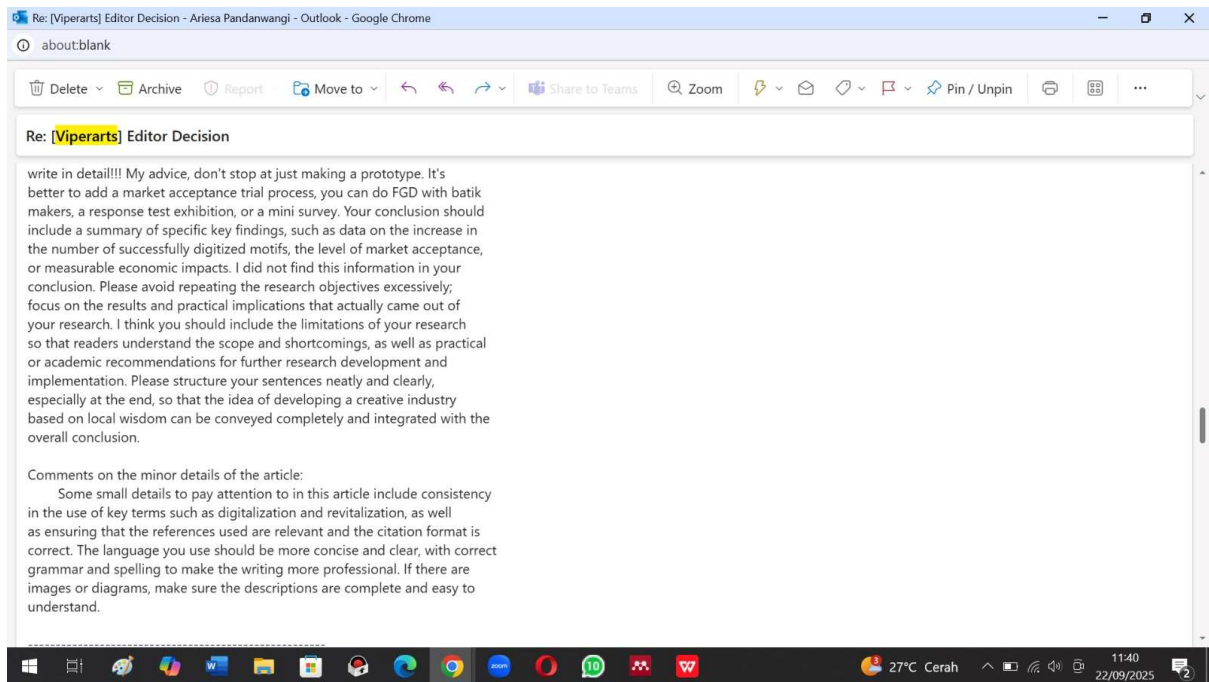 Re: [Viperarts] Editor Decision - Ariesa Pandanwangi - Outlook - Google Chrome
about:blank
Delete Archive Report Move to Share to Teams Zoom Pin / Unpin
Re: [Viperarts] Editor Decision
write in detail!!! My advice, don't stop at just making a prototype. It's
better to add a market acceptance trial process, you can do FGD with batik
makers, a response test exhibition, or a mini survey. Your conclusion should
include a summary of specific key findings, such as data on the increase in
the number of successfully digitized motifs, the level of market acceptance,
or measurable economic impacts. I did not find this information in your
conclusion. Please avoid repeating the research objectives excessively;
focus on the results and practical implications that actually came out of
your research. I think you should include the limitations of your research
so that readers understand the scope and shortcomings, as well as practical
or academic recommendations for further research development and
implementation. Please structure your sentences neatly and clearly,
especially at the end, so that the idea of developing a creative industry
based on local wisdom can be conveyed completely and integrated with the
overall conclusion.
Comments on the minor details of the article:
Some small details to pay attention to in this article include consistency
in the use of key terms such as digitalization and revitalization, as well
as ensuring that the references used are relevant and the citation format is
correct. The language you use should be more concise and clear, with correct
grammar and spelling to make the writing more professional. If there are
images or diagrams, make sure the descriptions are complete and easy to
understand.
------------------------------------------------------
zoom 10 27°C Cerah 11:40
22/09/2025 2